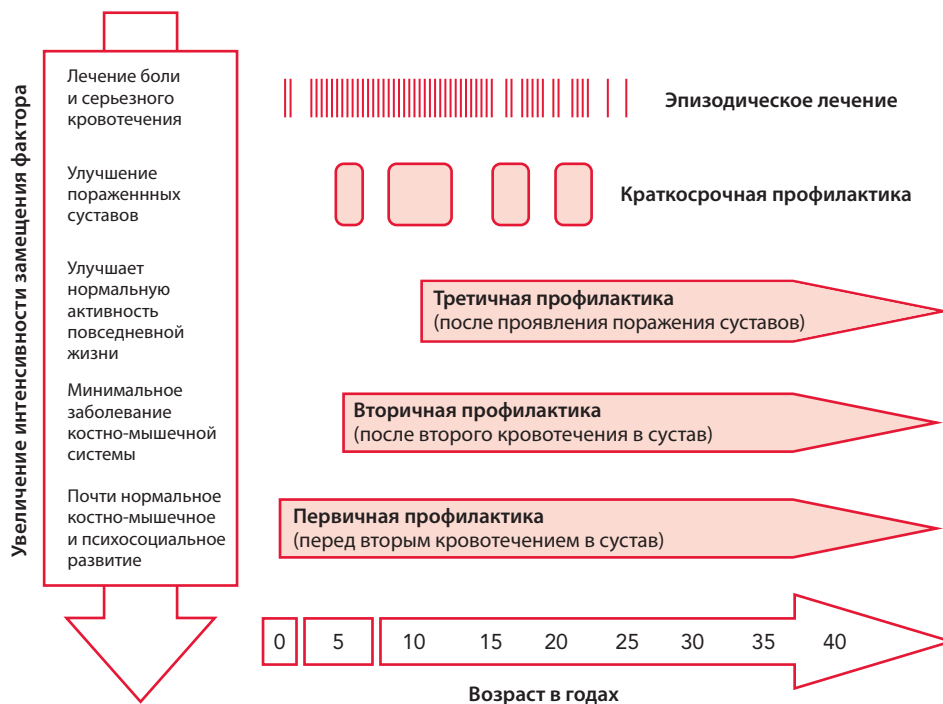 Увеличение интенсивности замещения фактора
Лечение боли
и серьезного
кровотечения
Эпизодическое лечение
Улучшение
пораженнных
суставов
Краткосрочная профилактика
Улучшает
нормальную
активность
повседневной
жизни
Третичная профилактика
(после проявления поражения суставов)
Минимальное
заболевание
костно-мышечной
системы
Вторичная профилактика
(после второго кровотечения в сустав)
Почти нормальное
костно-мышечное
и психосоциальное
развитие
Первичная профилактика
(перед вторым кровотечением в сустав)
0 5 10 15 20 25 30 35 40
Возраст в годах